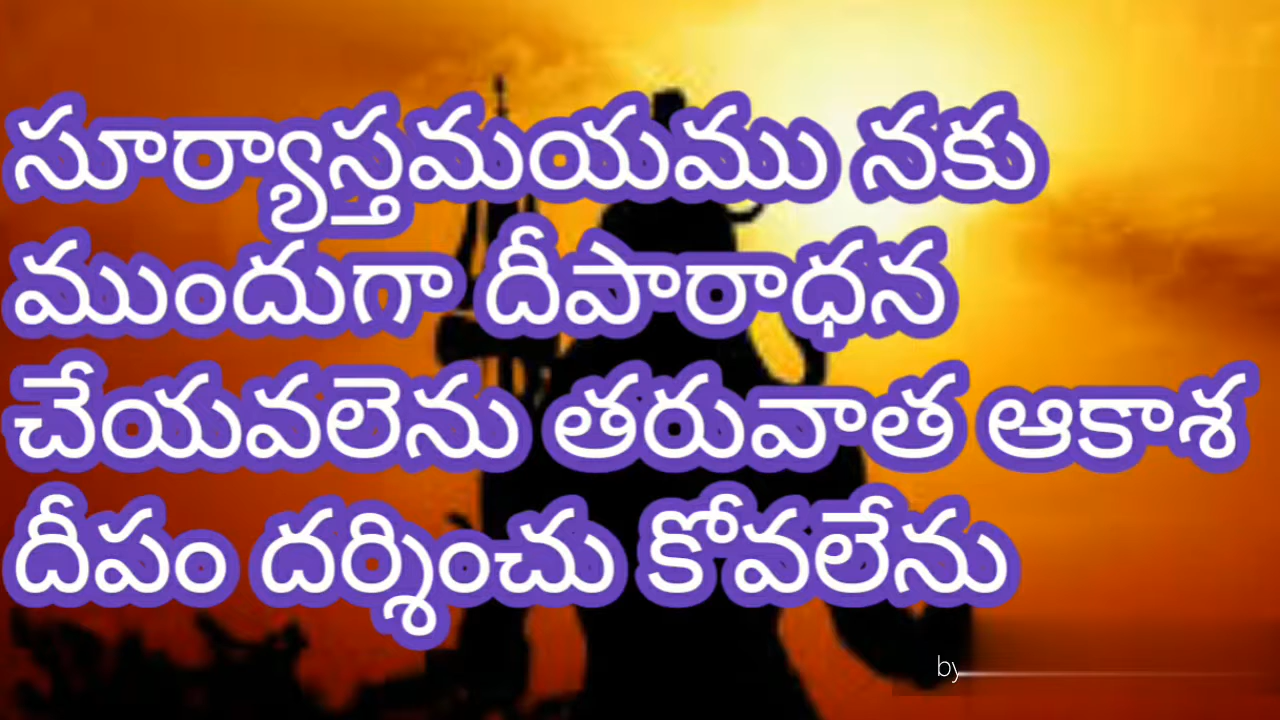 సూర్యాస్తమయము నకు
ముందుగా దీపారాధన
చేయవలెను తరువాత ఆకాశ
దీపం దర్శించు కోవలేను
by